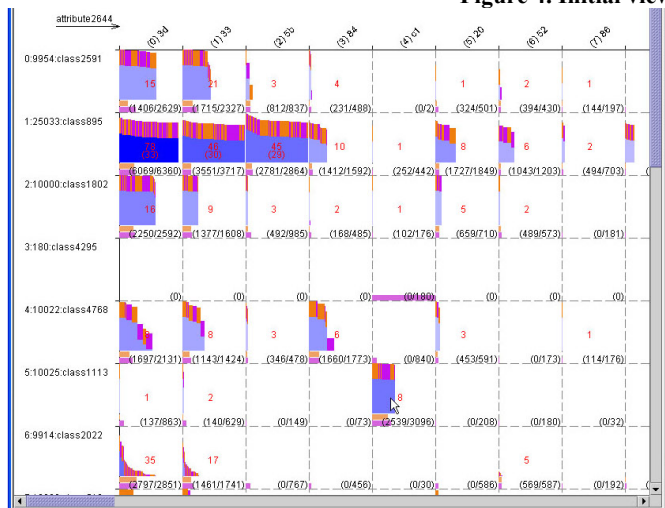 Figure 4. Initial view
attribute2644
(0) 3d (1) 33 (2) 5b (3) 84 (4) c1 (5) 20 (6) 52 (7) 86
0:9954:class2591
15 21 3 4 1 2 1
(1406/2629) (1715/2327) (812/837) (231/488) (0/2) (324/501) (394/430) (144/197)
1:25033:class895
78 46 45 10 1 8 6 2
(33) (30) (29)
(6069/6360) (3551/3717) (2781/2864) (1412/1592) (252/442) (1727/1849) (1043/1203) (494/703)
2:10000:class1802
16 9 3 2 1 5 2
(2250/2592) (1377/1608) (492/985) (168/485) (102/176) (659/710) (489/573) (0/181)
3:180:class4295
(0) (0) (0) (0) (0/180) (0) (0) (0)
4:10022:class4768
8 3 6 3 1
(1697/2131) (1143/1424) (346/478) (1660/1773) (0/840) (453/591) (0/173) (114/176)
5:10025:class1113
1 2 8
(137/863) (140/629) (0/149) (0/73) (2539/3096) (0/208) (0/180) (0/32)
6:9914:class2022
35 17 5
(2797/2851) (1461/1741) (0/767) (0/456) (0/30) (0/586) (569/587) (0/192)